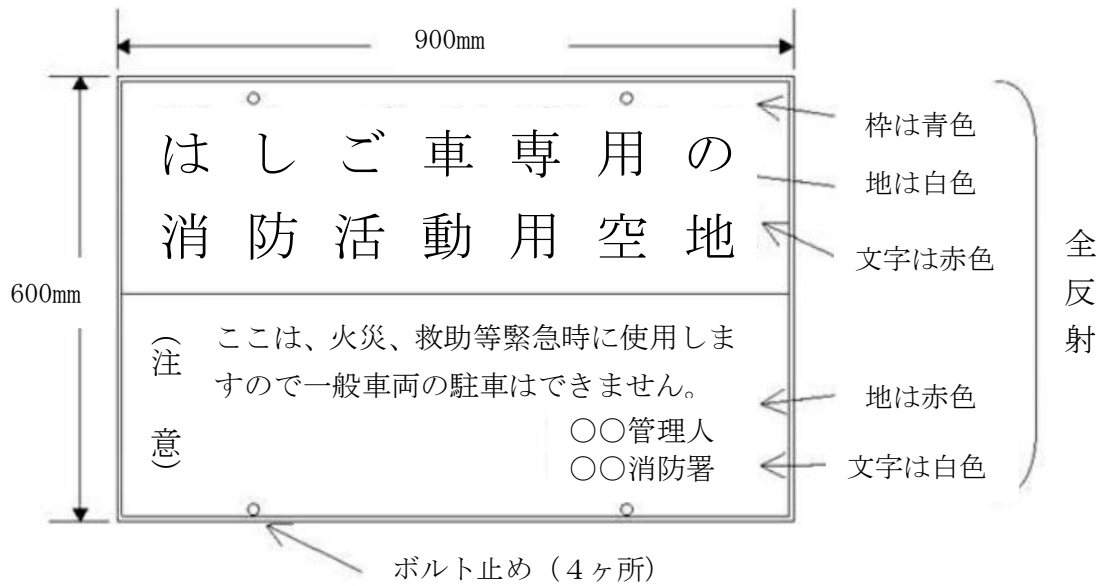 900mm
600mm
はしご車専用の
消防活動用空地
（注意）
ここは、火災、救助等緊急時に使用しま
すので一般車両の駐車はできません。
○○管理人
○○消防署
枠は青色
地は白色
文字は赤色
地は赤色
文字は白色
全反射
ボルト止め（４ヶ所）